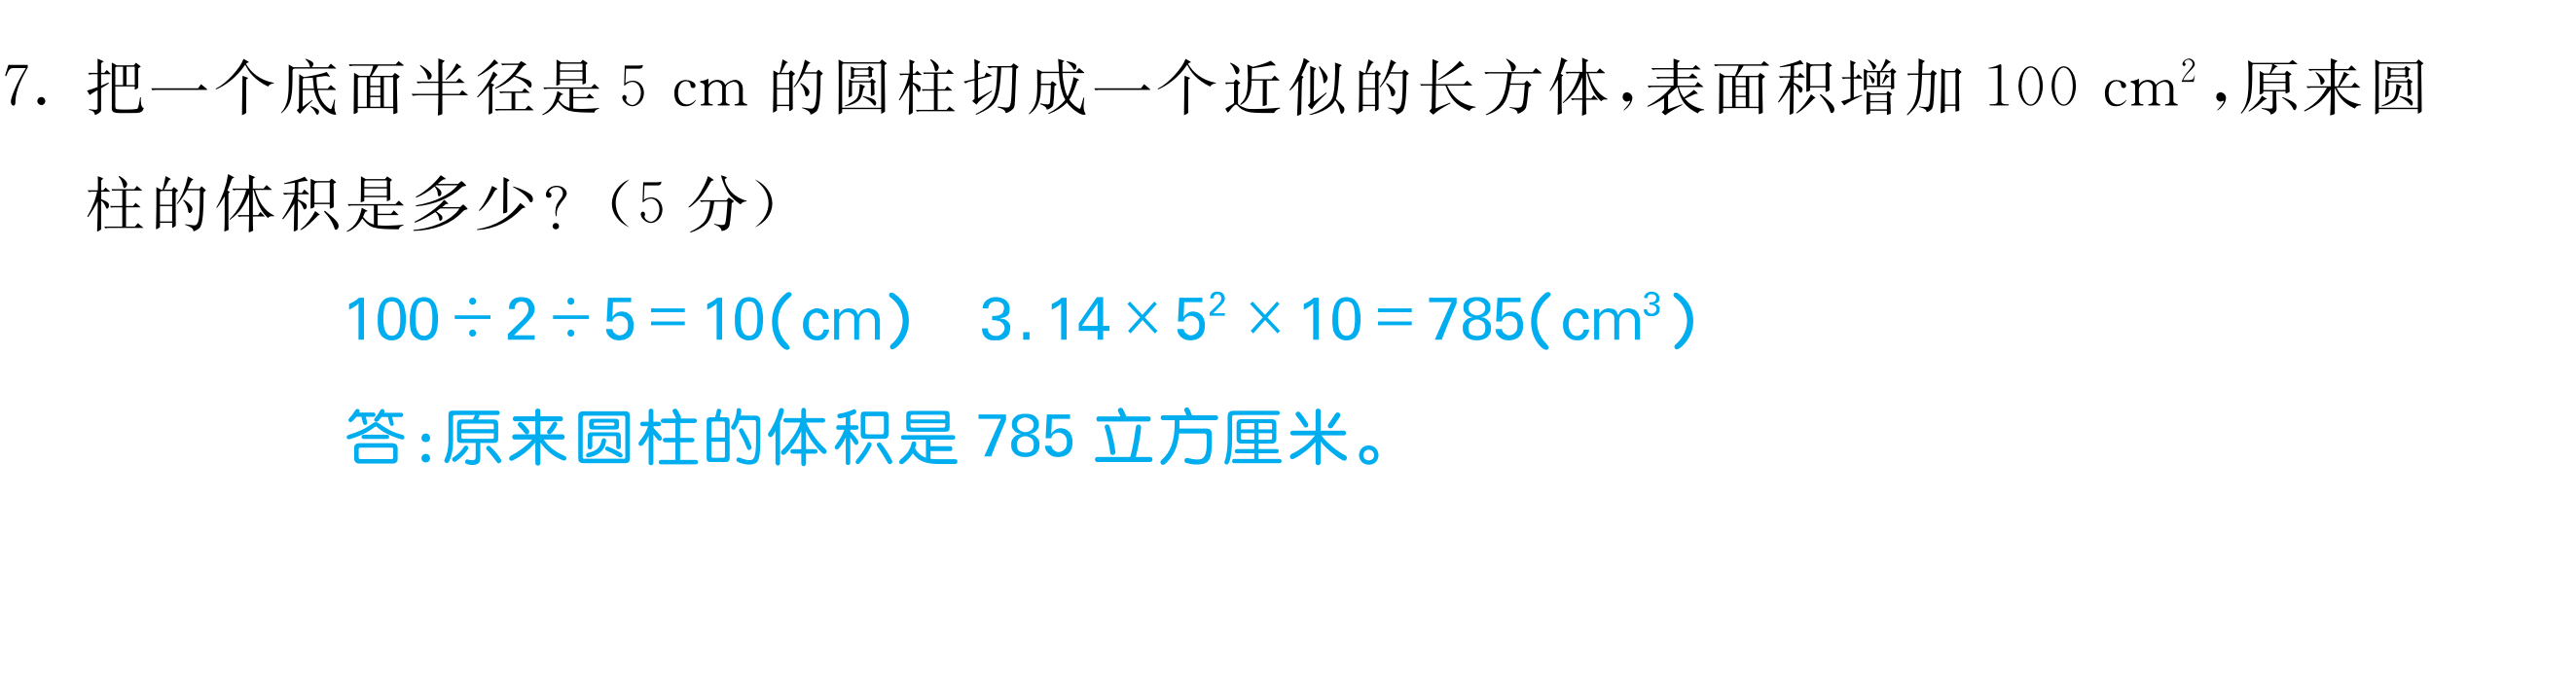 7. 把一个底面半径是 5 cm 的圆柱切成一个近似的长方体,表面积增加 100 cm²,原来圆
柱的体积是多少?(5 分)
100÷2÷5=10(cm) 3.14×5²×10=785(cm³)
答:原来圆柱的体积是 785 立方厘米。